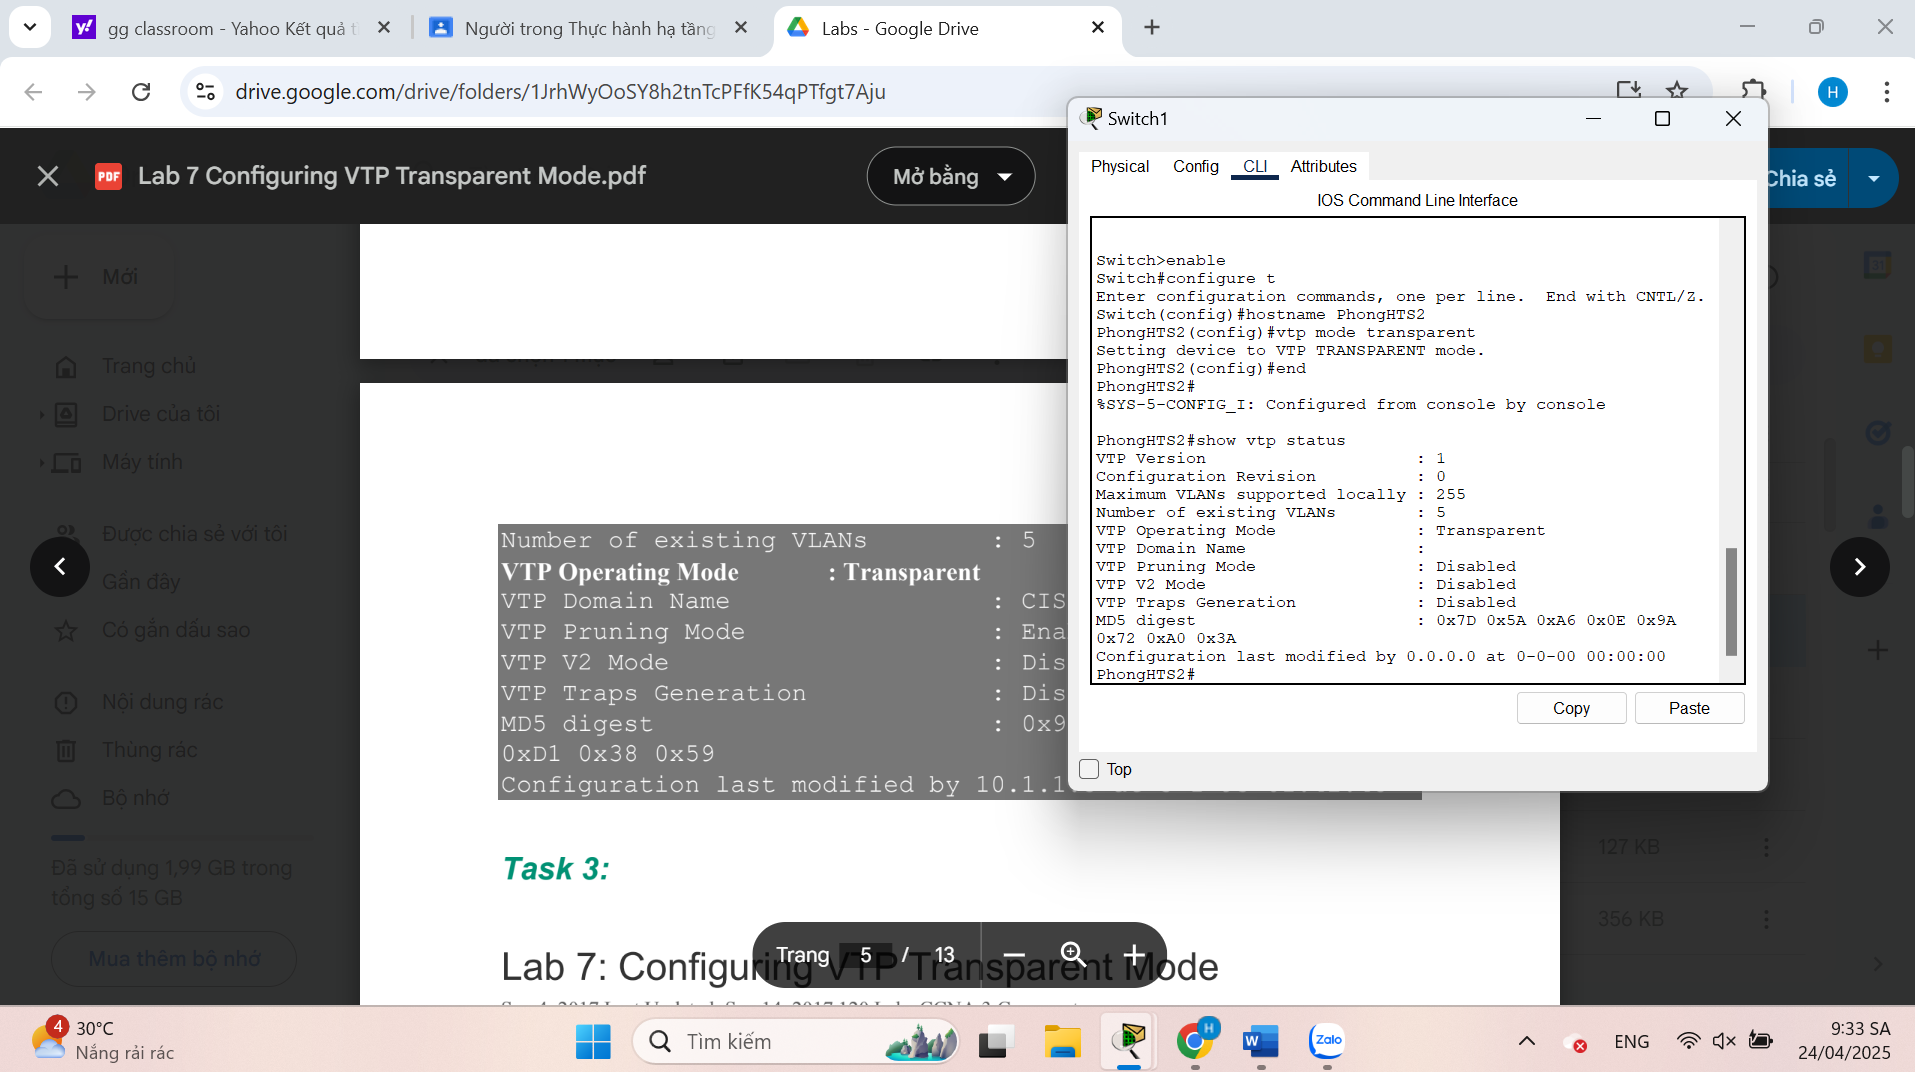 gg classroom - Yahoo Kết quả t
Người trong Thực hành hạ tầng
Labs - Google Drive
drive.google.com/drive/folders/1JrhWyOoSY8h2tnTcPFfK54qPTfgt7Aju
H
PDF
Lab 7 Configuring VTP Transparent Mode.pdf
Mở bằng
Chia sẻ
Mới
Trang chủ
Drive của tôi
Máy tính
Được chia sẻ với tôi
Gần đây
Có gắn dấu sao
Nội dung rác
Thùng rác
Bộ nhớ
Đã sử dụng 1,99 GB trong
tổng số 15 GB
Mua thêm bộ nhớ
Number of existing VLANs : 5
VTP Operating Mode : Transparent
VTP Domain Name : CIS
VTP Pruning Mode : Ena
VTP V2 Mode : Dis
VTP Traps Generation : Dis
MD5 digest : 0x9
0xD1 0x38 0x59
Configuration last modified by 10.1.1
Task 3:
Lab 7: Configuring VTP Transparent Mode
Trang 5 / 13
127 KB
356 KB
Switch1
Physical Config CLI Attributes
IOS Command Line Interface
Switch>enable
Switch#configure t
Enter configuration commands, one per line. End with CNTL/Z.
Switch(config)#hostname PhongHTS2
PhongHTS2(config)#vtp mode transparent
Setting device to VTP TRANSPARENT mode.
PhongHTS2(config)#end
PhongHTS2#
%SYS-5-CONFIG_I: Configured from console by console
PhongHTS2#show vtp status
VTP Version : 1
Configuration Revision : 0
Maximum VLANs supported locally : 255
Number of existing VLANs : 5
VTP Operating Mode : Transparent
VTP Domain Name :
VTP Pruning Mode : Disabled
VTP V2 Mode : Disabled
VTP Traps Generation : Disabled
MD5 digest : 0x7D 0x5A 0xA6 0x0E 0x9A
0x72 0xA0 0x3A
Configuration last modified by 0.0.0.0 at 0-0-00 00:00:00
PhongHTS2#
Copy Paste
Top
4
30°C
Nắng rải rác
Tìm kiếm
H
W
Zalo
ENG
9:33 SA
24/04/2025